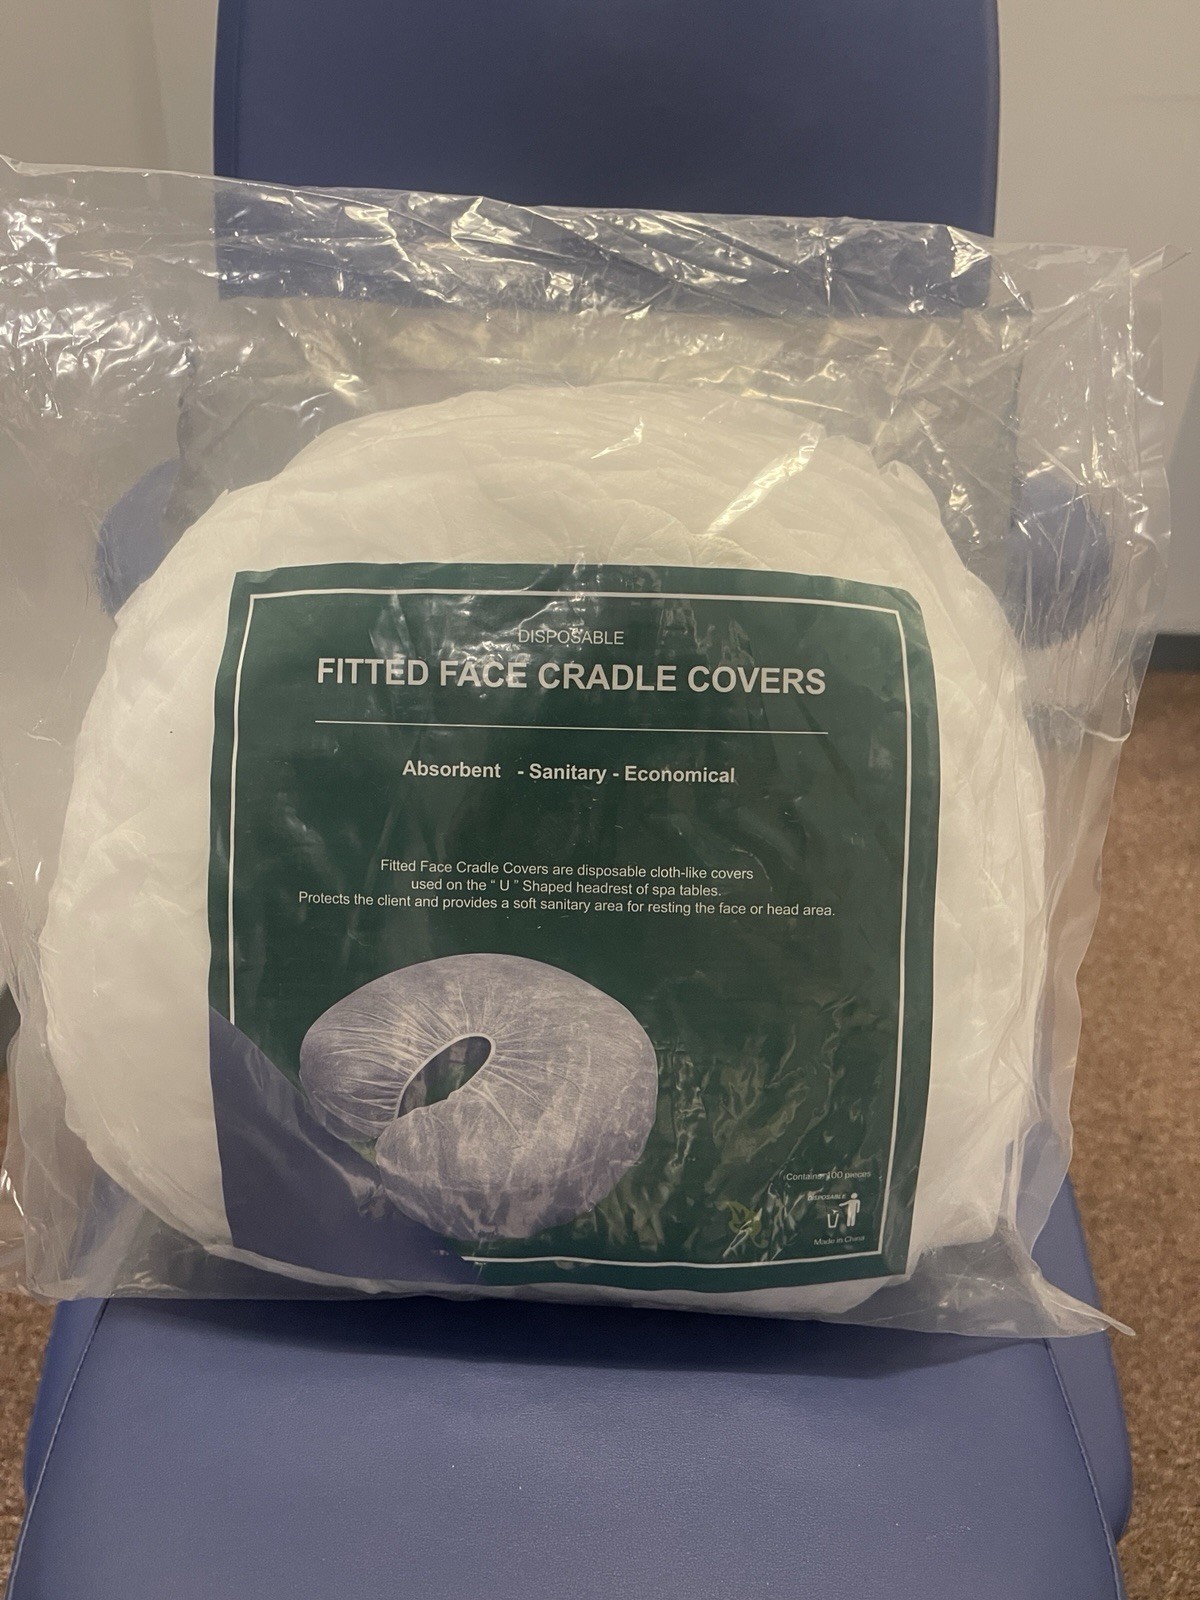 DISPOSABLE
FITTED FACE CRADLE COVERS
Absorbent - Sanitary - Economical
Fitted Face Cradle Covers are disposable cloth-like covers
used on the “ U ” Shaped headrest of spa tables.
Protects the client and provides a soft sanitary area for resting the face or head area.
Contains 100 pieces
DISPOSABLE
Made in China